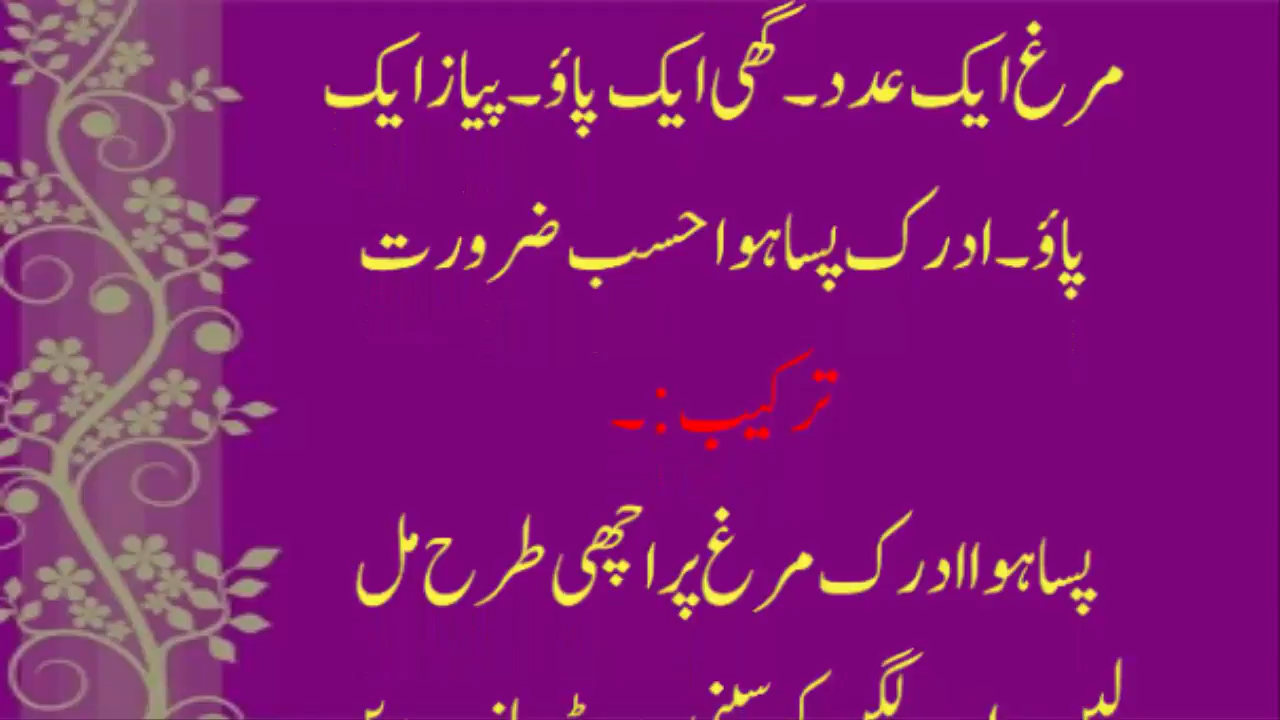 مرغ ایک عدد۔ گھی ایک پاؤ۔ پیاز ایک
پاؤ۔ ادرک پسا ہوا حسب ضرورت
ترکیب :۔
پسا ہوا ادرک مرغ پر اچھی طرح مل
لیں